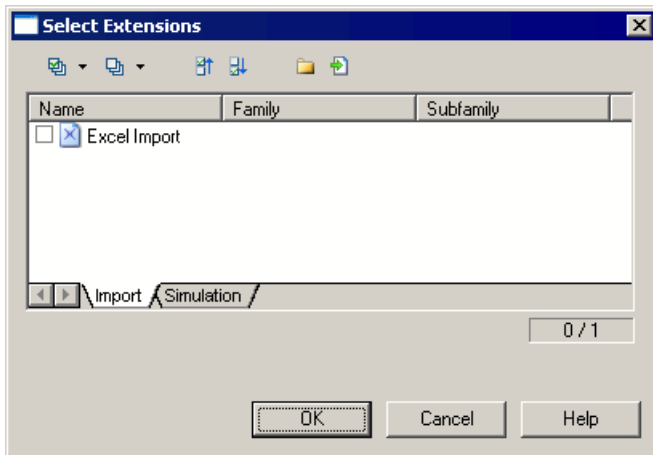 Select Extensions
Name Family Subfamily
Excel Import
Import Simulation
0 / 1
OK Cancel Help